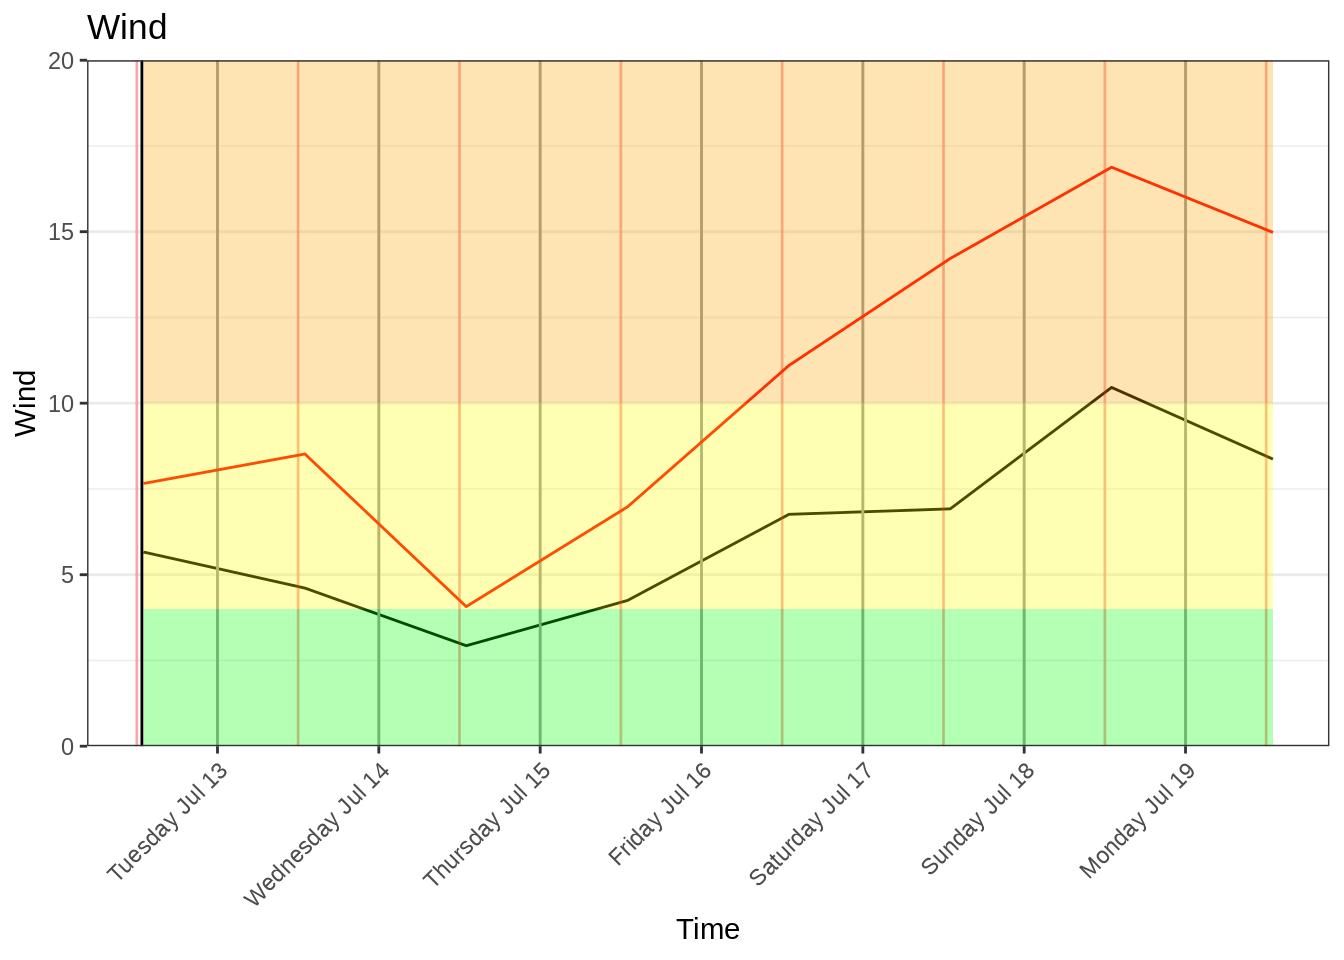 Wind
20
15
10
5
0
Wind
Tuesday Jul 13
Wednesday Jul 14
Thursday Jul 15
Friday Jul 16
Saturday Jul 17
Sunday Jul 18
Monday Jul 19
Time